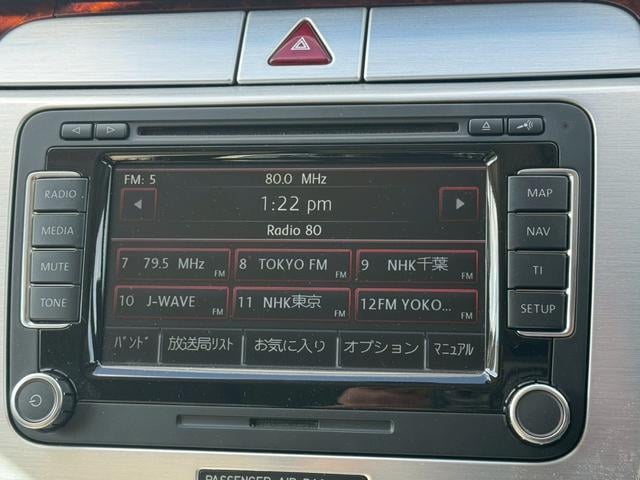 RADIO
MEDIA
MUTE
TONE
FM: 5 80.0 MHz
1:22 pm
Radio 80
7 79.5 MHz FM 8 TOKYO FM FM 9 NHK千葉 FM
10 J-WAVE FM 11 NHK東京 FM 12FM YOKO... FM
ﾊﾞﾝﾄﾞ 放送局ﾘｽﾄ お気に入り オプション ﾏﾆｭｱﾙ
MAP
NAV
TI
SETUP
PASSENGER AIR BAG